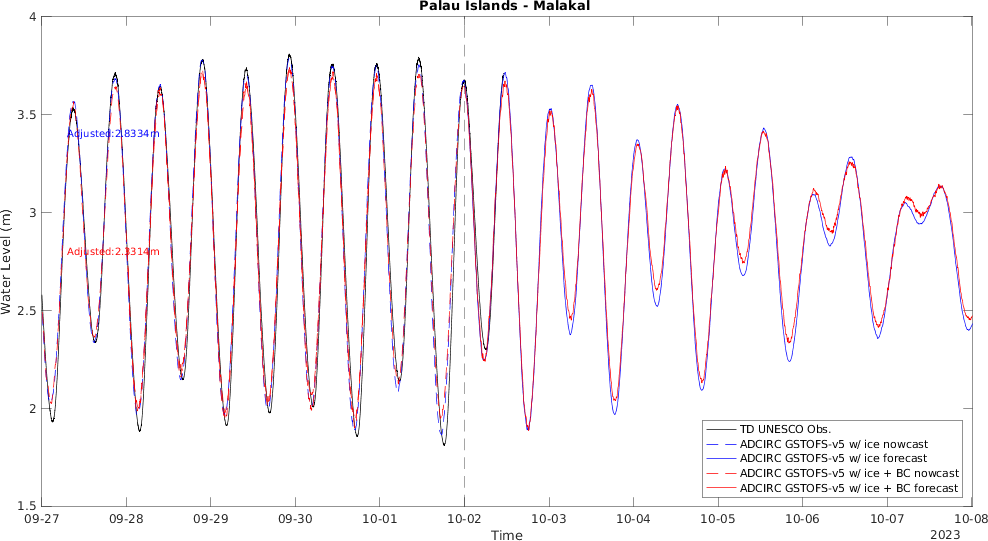 Palau Islands - Malakal
4
3.5
3
2.5
2
1.5
Water Level (m)
Adjusted:2.8334m
Adjusted:2.3314m
TD UNESCO Obs.
ADCIRC GSTOFS-v5 w/ ice nowcast
ADCIRC GSTOFS-v5 w/ ice forecast
ADCIRC GSTOFS-v5 w/ ice + BC nowcast
ADCIRC GSTOFS-v5 w/ ice + BC forecast
09-27 09-28 09-29 09-30 10-01 10-02 10-03 10-04 10-05 10-06 10-07 10-08
Time
2023